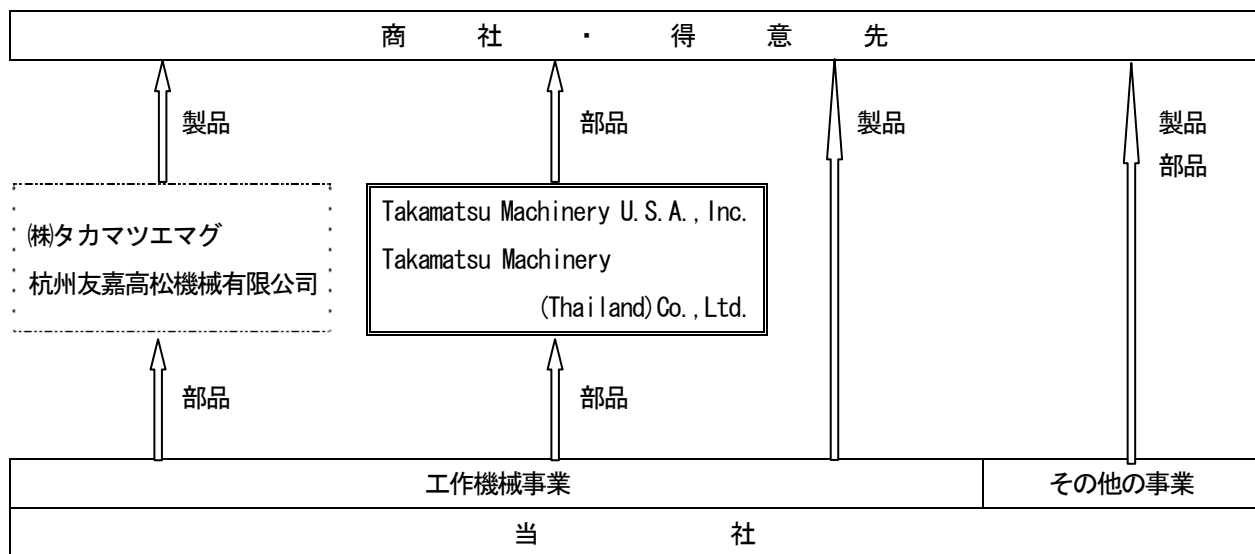 商社・得意先
製品
部品
製品
製品
部品
㈱タカマツエマグ
杭州友嘉高松機械有限公司
Takamatsu Machinery U.S.A.,Inc.
Takamatsu Machinery
(Thailand)Co.,Ltd.
部品
部品
工作機械事業
その他の事業
当社